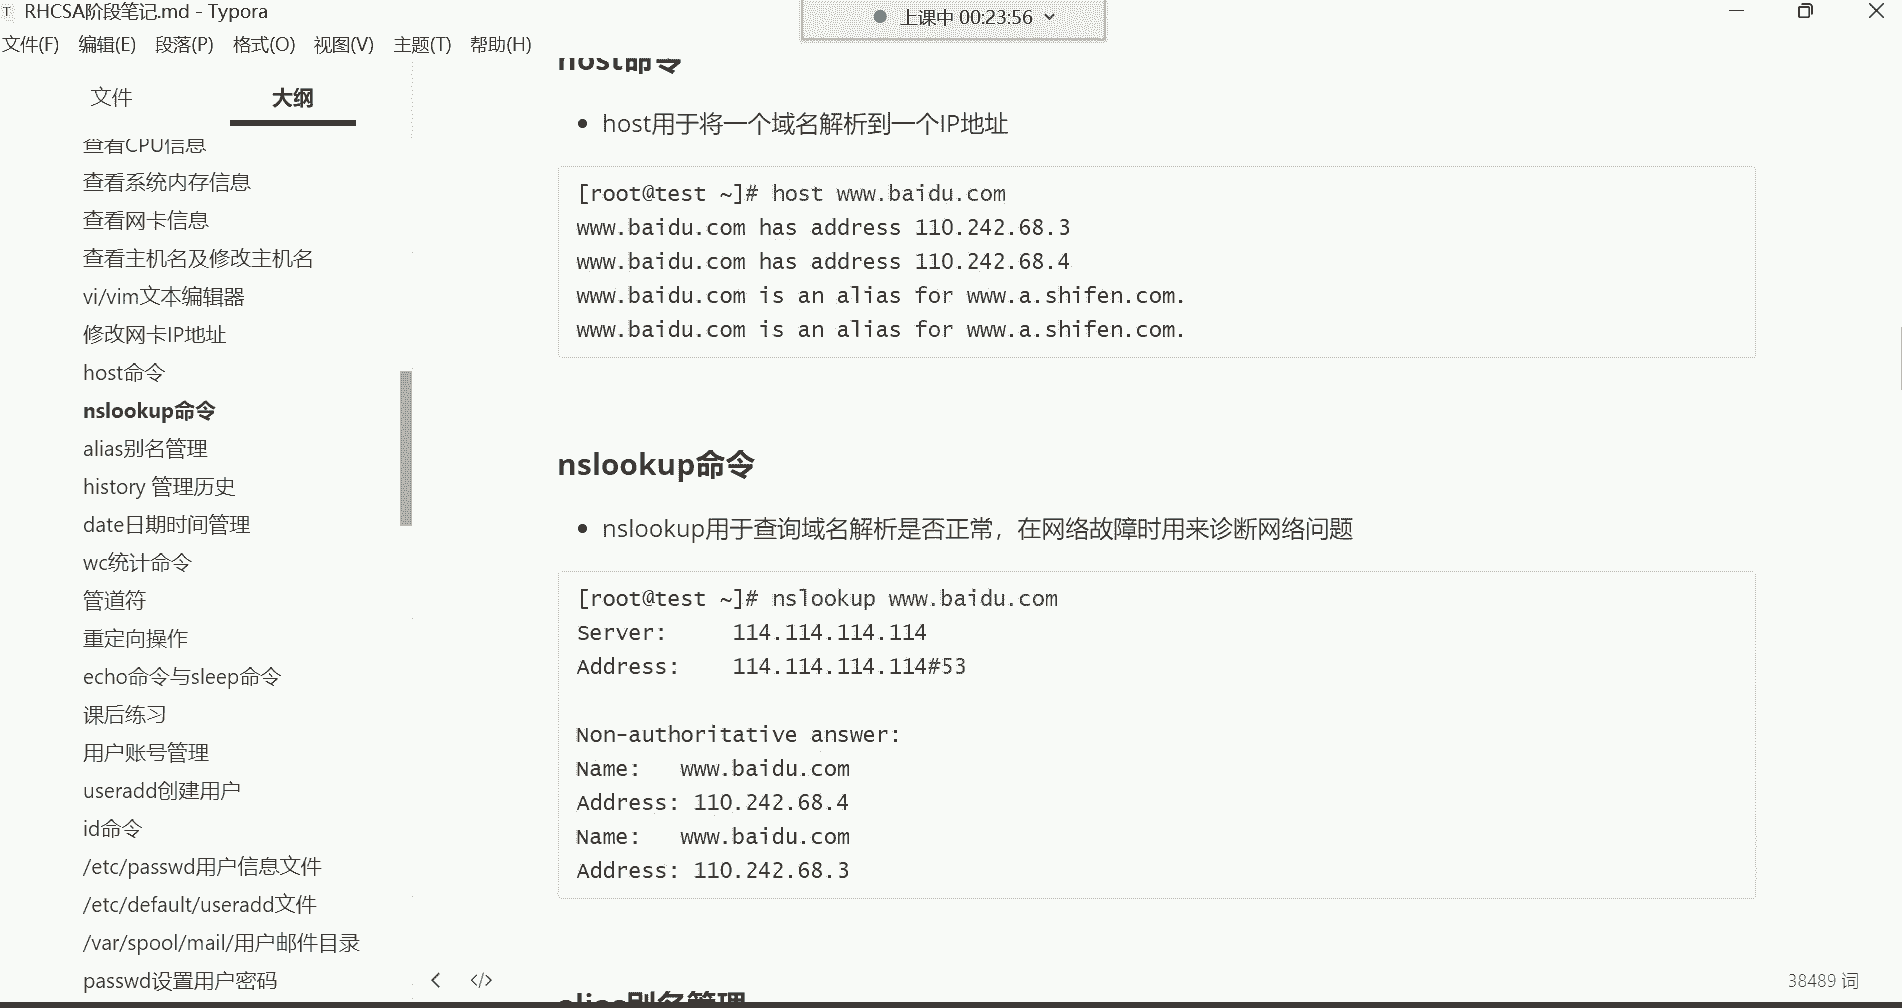 RHCSA阶段笔记.md - Typora
上课中 00:23:56
文件(F) 编辑(E) 段落(P) 格式(O) 视图(V) 主题(T) 帮助(H)
文件 大纲
查看CPU信息
查看系统内存信息
查看网卡信息
查看主机名及修改主机名
vi/vim文本编辑器
修改网卡IP地址
host命令
nslookup命令
alias别名管理
history 管理历史
date日期时间管理
wc统计命令
管道符
重定向操作
echo命令与sleep命令
课后练习
用户账号管理
useradd创建用户
id命令
/etc/passwd用户信息文件
/etc/default/useradd文件
/var/spool/mail/用户邮件目录
passwd设置用户密码
host命令
host用于将一个域名解析到一个IP地址
[root@test ~]# host www.baidu.com
www.baidu.com has address 110.242.68.3
www.baidu.com has address 110.242.68.4
www.baidu.com is an alias for www.a.shifen.com.
www.baidu.com is an alias for www.a.shifen.com.
nslookup命令
nslookup用于查询域名解析是否正常，在网络故障时用来诊断网络问题
[root@test ~]# nslookup www.baidu.com
Server: 114.114.114.114
Address: 114.114.114.114#53
Non-authoritative answer:
Name: www.baidu.com
Address: 110.242.68.4
Name: www.baidu.com
Address: 110.242.68.3
alias别名管理
</> 
38489 词